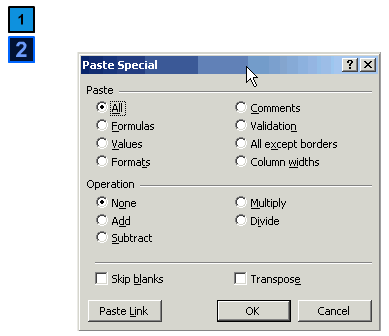 1
2
Paste Special
Paste
All
Comments
Formulas
Validation
Values
All except borders
Formats
Column widths
Operation
None
Multiply
Add
Divide
Subtract
Skip blanks
Transpose
Paste Link
OK
Cancel